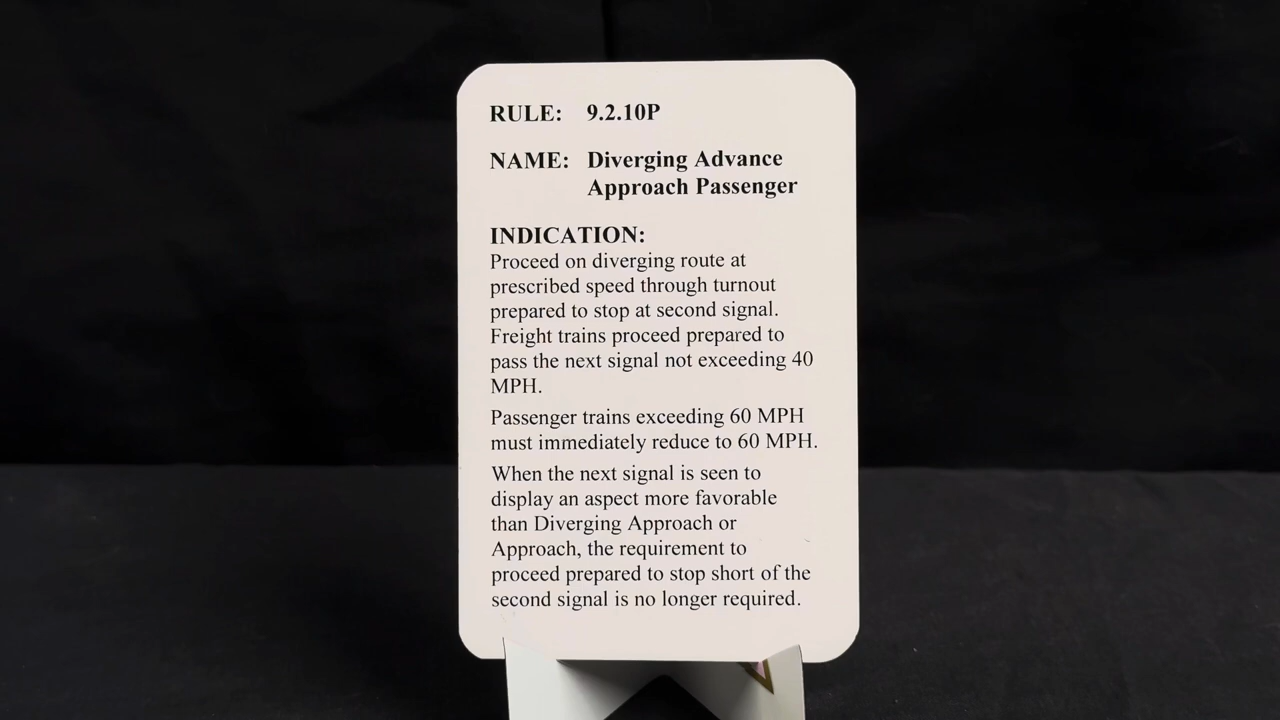 RULE: 9.2.10P
NAME: Diverging Advance
Approach Passenger
INDICATION:
Proceed on diverging route at
prescribed speed through turnout
prepared to stop at second signal.
Freight trains proceed prepared to
pass the next signal not exceeding 40
MPH.
Passenger trains exceeding 60 MPH
must immediately reduce to 60 MPH.
When the next signal is seen to
display an aspect more favorable
than Diverging Approach or
Approach, the requirement to
proceed prepared to stop short of the
second signal is no longer required.